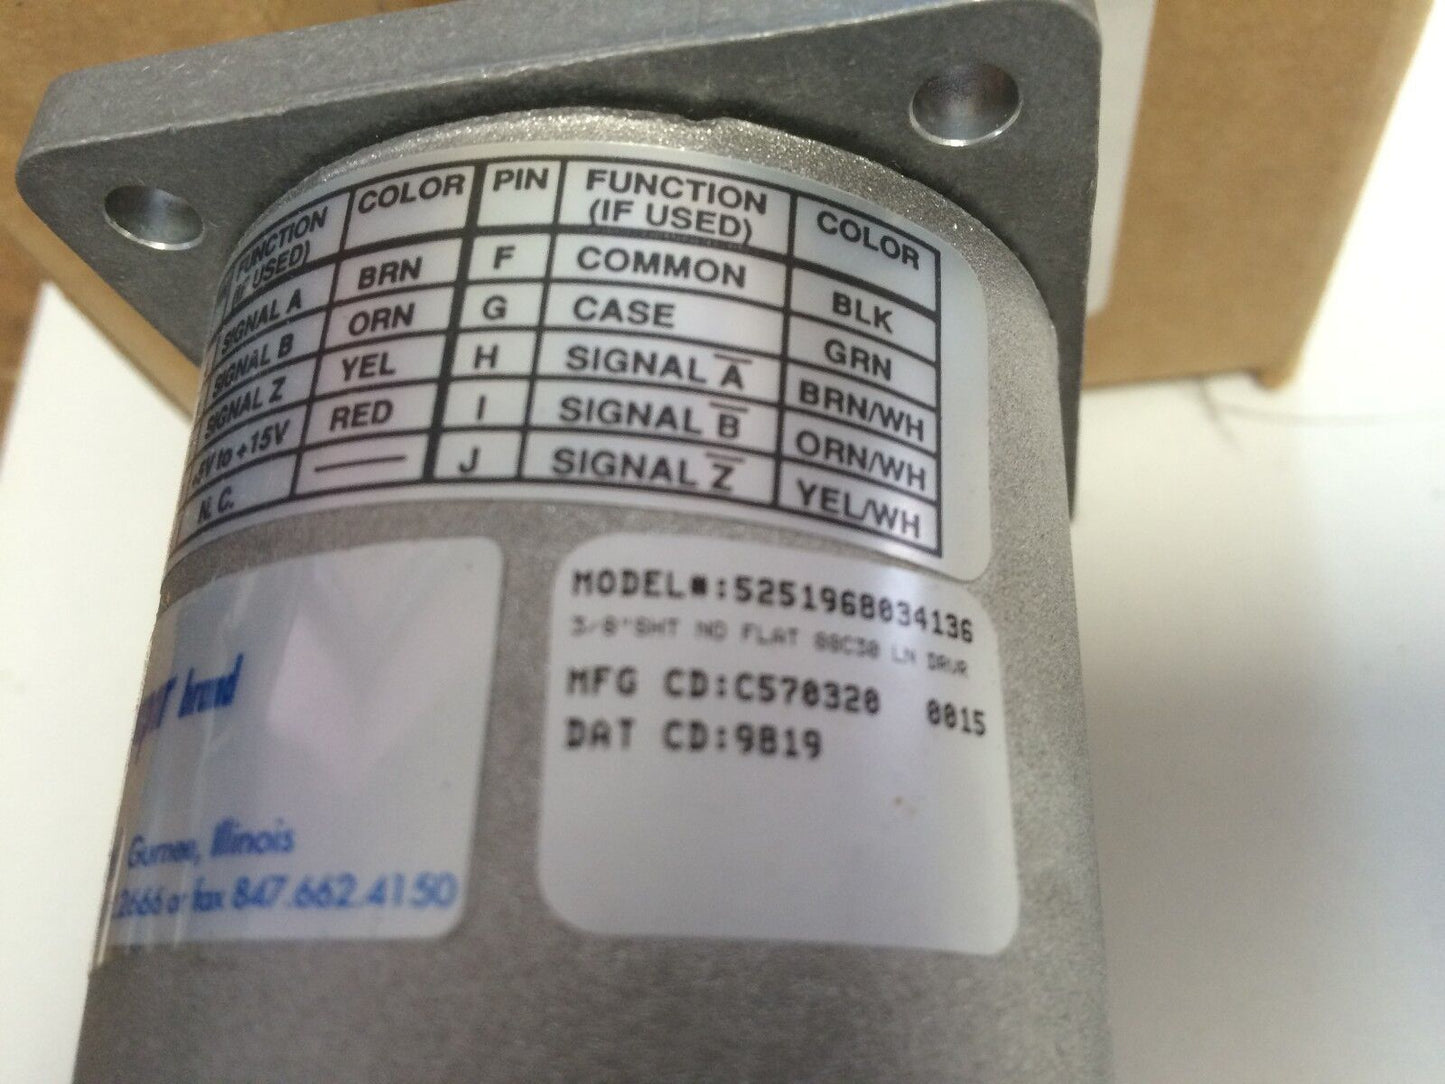 FUNCTION (IF USED) COLOR PIN FUNCTION (IF USED) COLOR
SIGNAL A BRN F COMMON BLK
SIGNAL B ORN G CASE GRN
SIGNAL Z YEL H SIGNAL A̅ BRN/WH
5V to +15V RED I SIGNAL B̅ ORN/WH
N.C. J SIGNAL Z̅ YEL/WH
brand
Gurnee, Illinois
.2666 or fax 847.662.4150
MODEL#:5251968034136
3/8"SHT NO FLAT LN DRVR
MFG CD:C570320 0015
DAT CD:9819